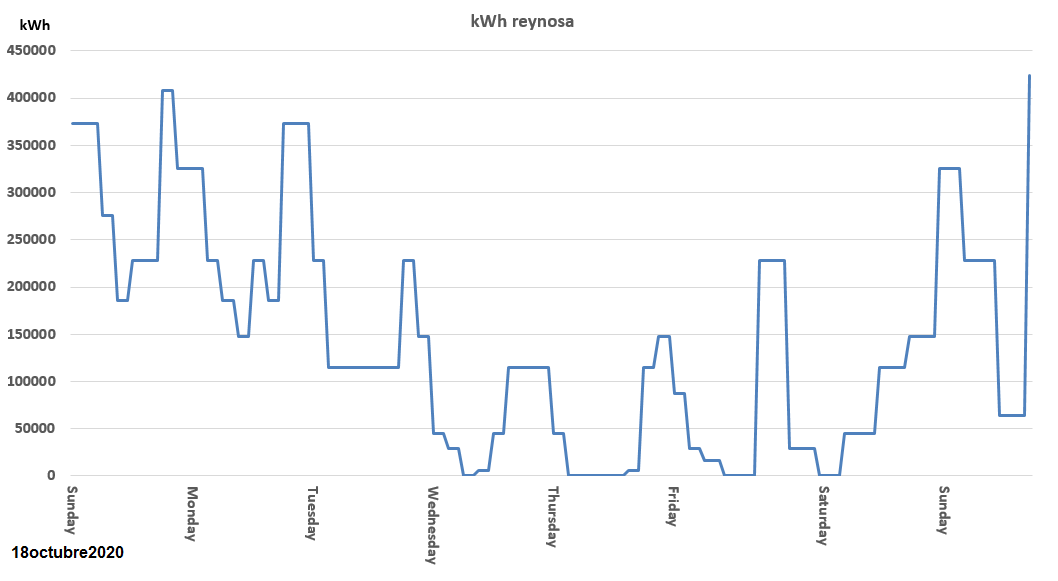 kWh reynosa
kWh
450000
400000
350000
300000
250000
200000
150000
100000
50000
0
Sunday
Monday
Tuesday
Wednesday
Thursday
Friday
Saturday
Sunday
18octubre2020